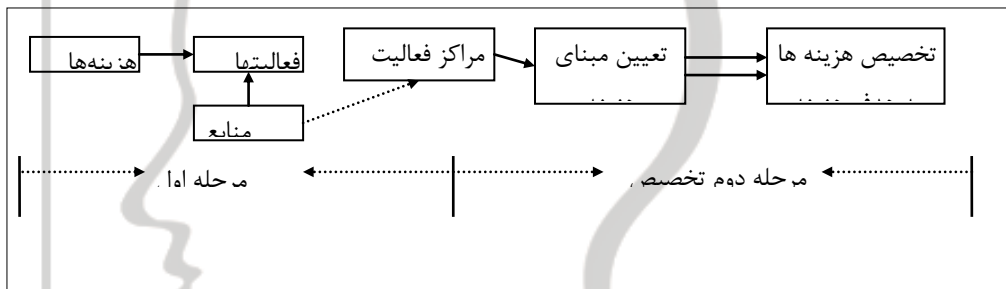 هزینه‌ها
فعالیتها
مراکز فعالیت
تعیین مبنای
تخصیص هزینه ها
منابع
مرحله اول
مرحله دوم تخصیص